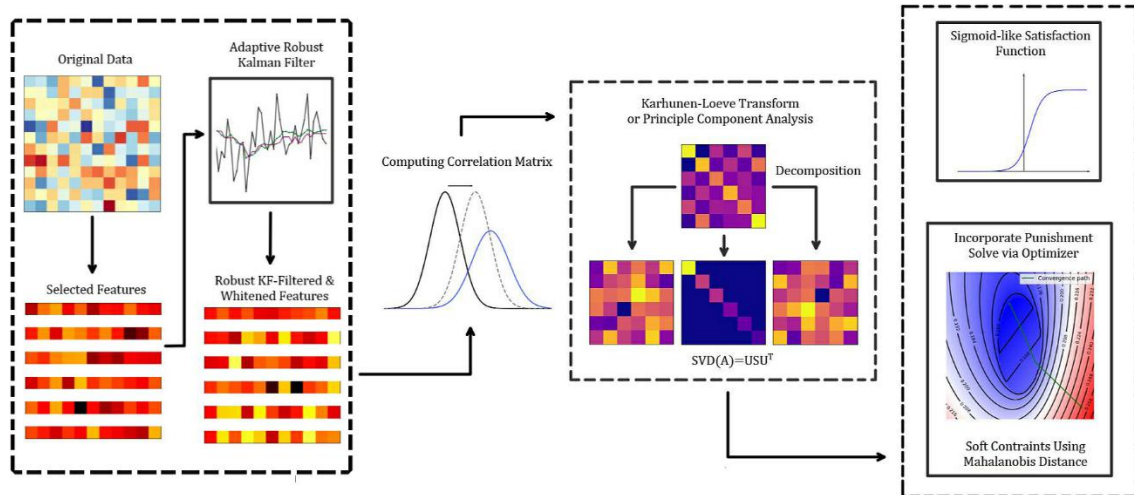 Original Data
Adaptive Robust
Kalman Filter
Selected Features
Robust KF-Filtered &
Whitened Features
Computing Correlation Matrix
Karhunen-Loeve Transform
or Principle Component Analysis
Decomposition
SVD(A)=USUᵀ
Sigmoid-like Satisfaction
Function
Incorporate Punishment
Solve via Optimizer
Convergence path
Soft Contraints Using
Mahalanobis Distance